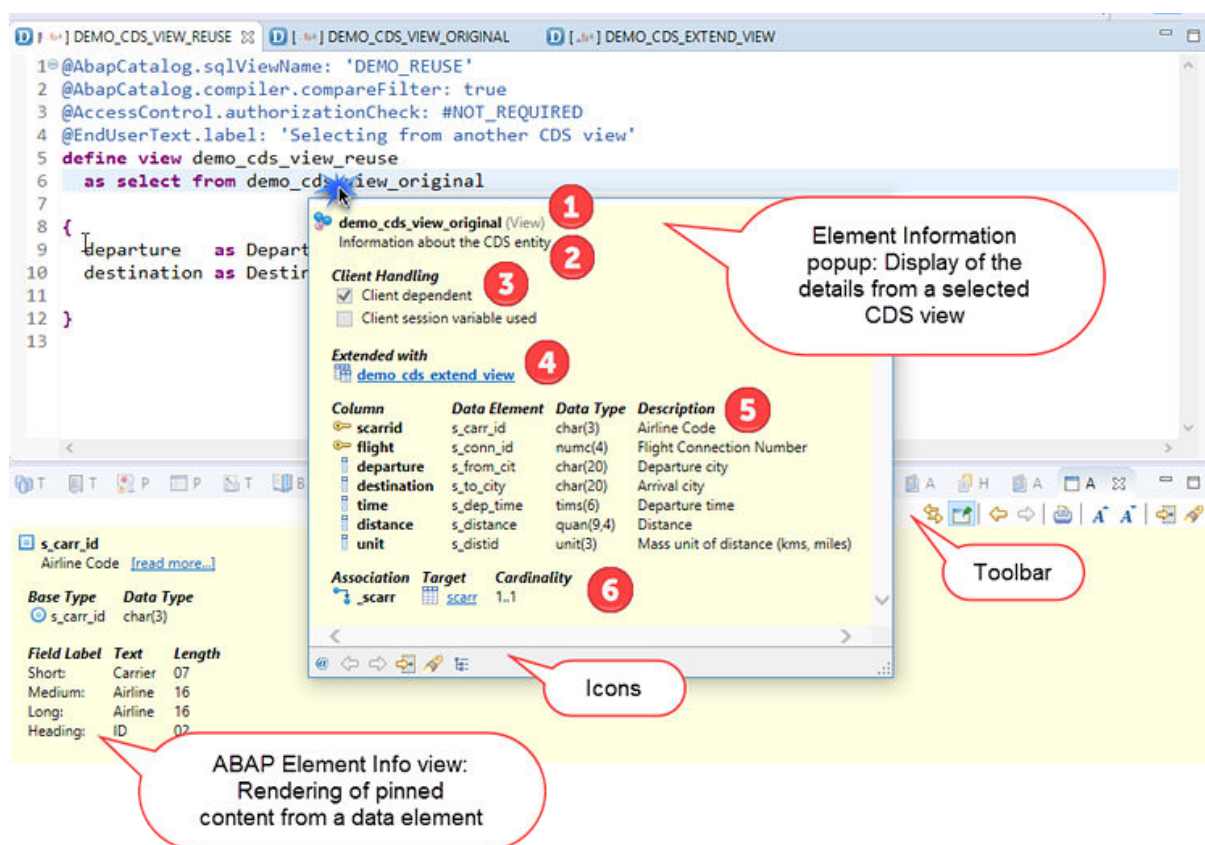 DEMO_CDS_VIEW_REUSE DEMO_CDS_VIEW_ORIGINAL DEMO_CDS_EXTEND_VIEW
1 @AbapCatalog.sqlViewName: 'DEMO_REUSE'
2 @AbapCatalog.compiler.compareFilter: true
3 @AccessControl.authorizationCheck: #NOT_REQUIRED
4 @EndUserText.label: 'Selecting from another CDS view'
5 define view demo_cds_view_reuse
6 as select from demo_cds_view_original
7
8 {
9 departure as Depart
10 destination as Destin
11
12 }
13
demo_cds_view_original (View) 1
Information about the CDS entity 2
Client Handling
Client dependent 3
Client session variable used
Extended with
demo_cds_extend_view 4
Column Data Element Data Type Description 5
scarrid s_carr_id char(3) Airline Code
flight s_conn_id numc(4) Flight Connection Number
departure s_from_cit char(20) Departure city
destination s_to_city char(20) Arrival city
time s_dep_time tims(6) Departure time
distance s_distance quan(9,4) Distance
unit s_distid unit(3) Mass unit of distance (kms, miles)
Association Target Cardinality
_scarr scarr 1..1 6
Element Information
popup: Display of the
details from a selected
CDS view
T T P P T B A H A A
s_carr_id
Airline Code [read more...]
Base Type Data Type
s_carr_id char(3)
Field Label Text Length
Short: Carrier 07
Medium: Airline 16
Long: Airline 16
Heading: ID 02
Toolbar
Icons
ABAP Element Info view:
Rendering of pinned
content from a data element